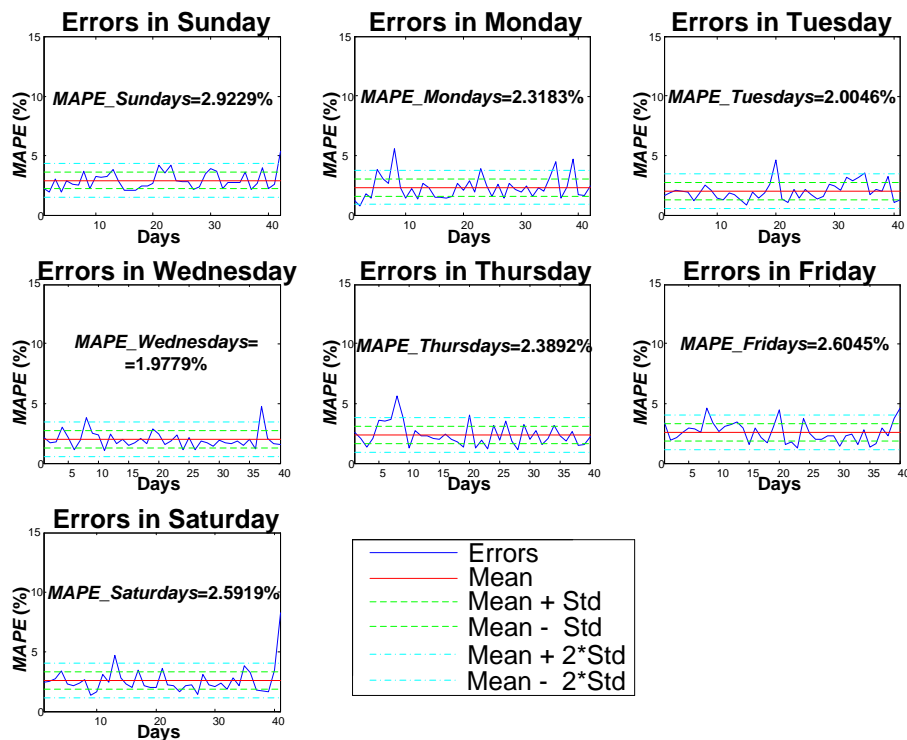 Errors in Sunday
15
10
5
0
MAPE (%)
MAPE_Sundays=2.9229%
10 20 30 40
Days
Errors in Monday
15
10
5
0
MAPE (%)
MAPE_Mondays=2.3183%
10 20 30 40
Days
Errors in Tuesday
15
10
5
0
MAPE (%)
MAPE_Tuesdays=2.0046%
10 20 30 40
Days
Errors in Wednesday
15
10
5
0
MAPE (%)
MAPE_Wednesdays=
=1.9779%
5 10 15 20 25 30 35 40
Days
Errors in Thursday
15
10
5
0
MAPE (%)
MAPE_Thursdays=2.3892%
5 10 15 20 25 30 35 40
Days
Errors in Friday
15
10
5
0
MAPE (%)
MAPE_Fridays=2.6045%
5 10 15 20 25 30 35 40
Days
Errors in Saturday
15
10
5
0
MAPE (%)
MAPE_Saturdays=2.5919%
10 20 30 40
Days
Errors
Mean
Mean + Std
Mean - Std
Mean + 2*Std
Mean - 2*Std